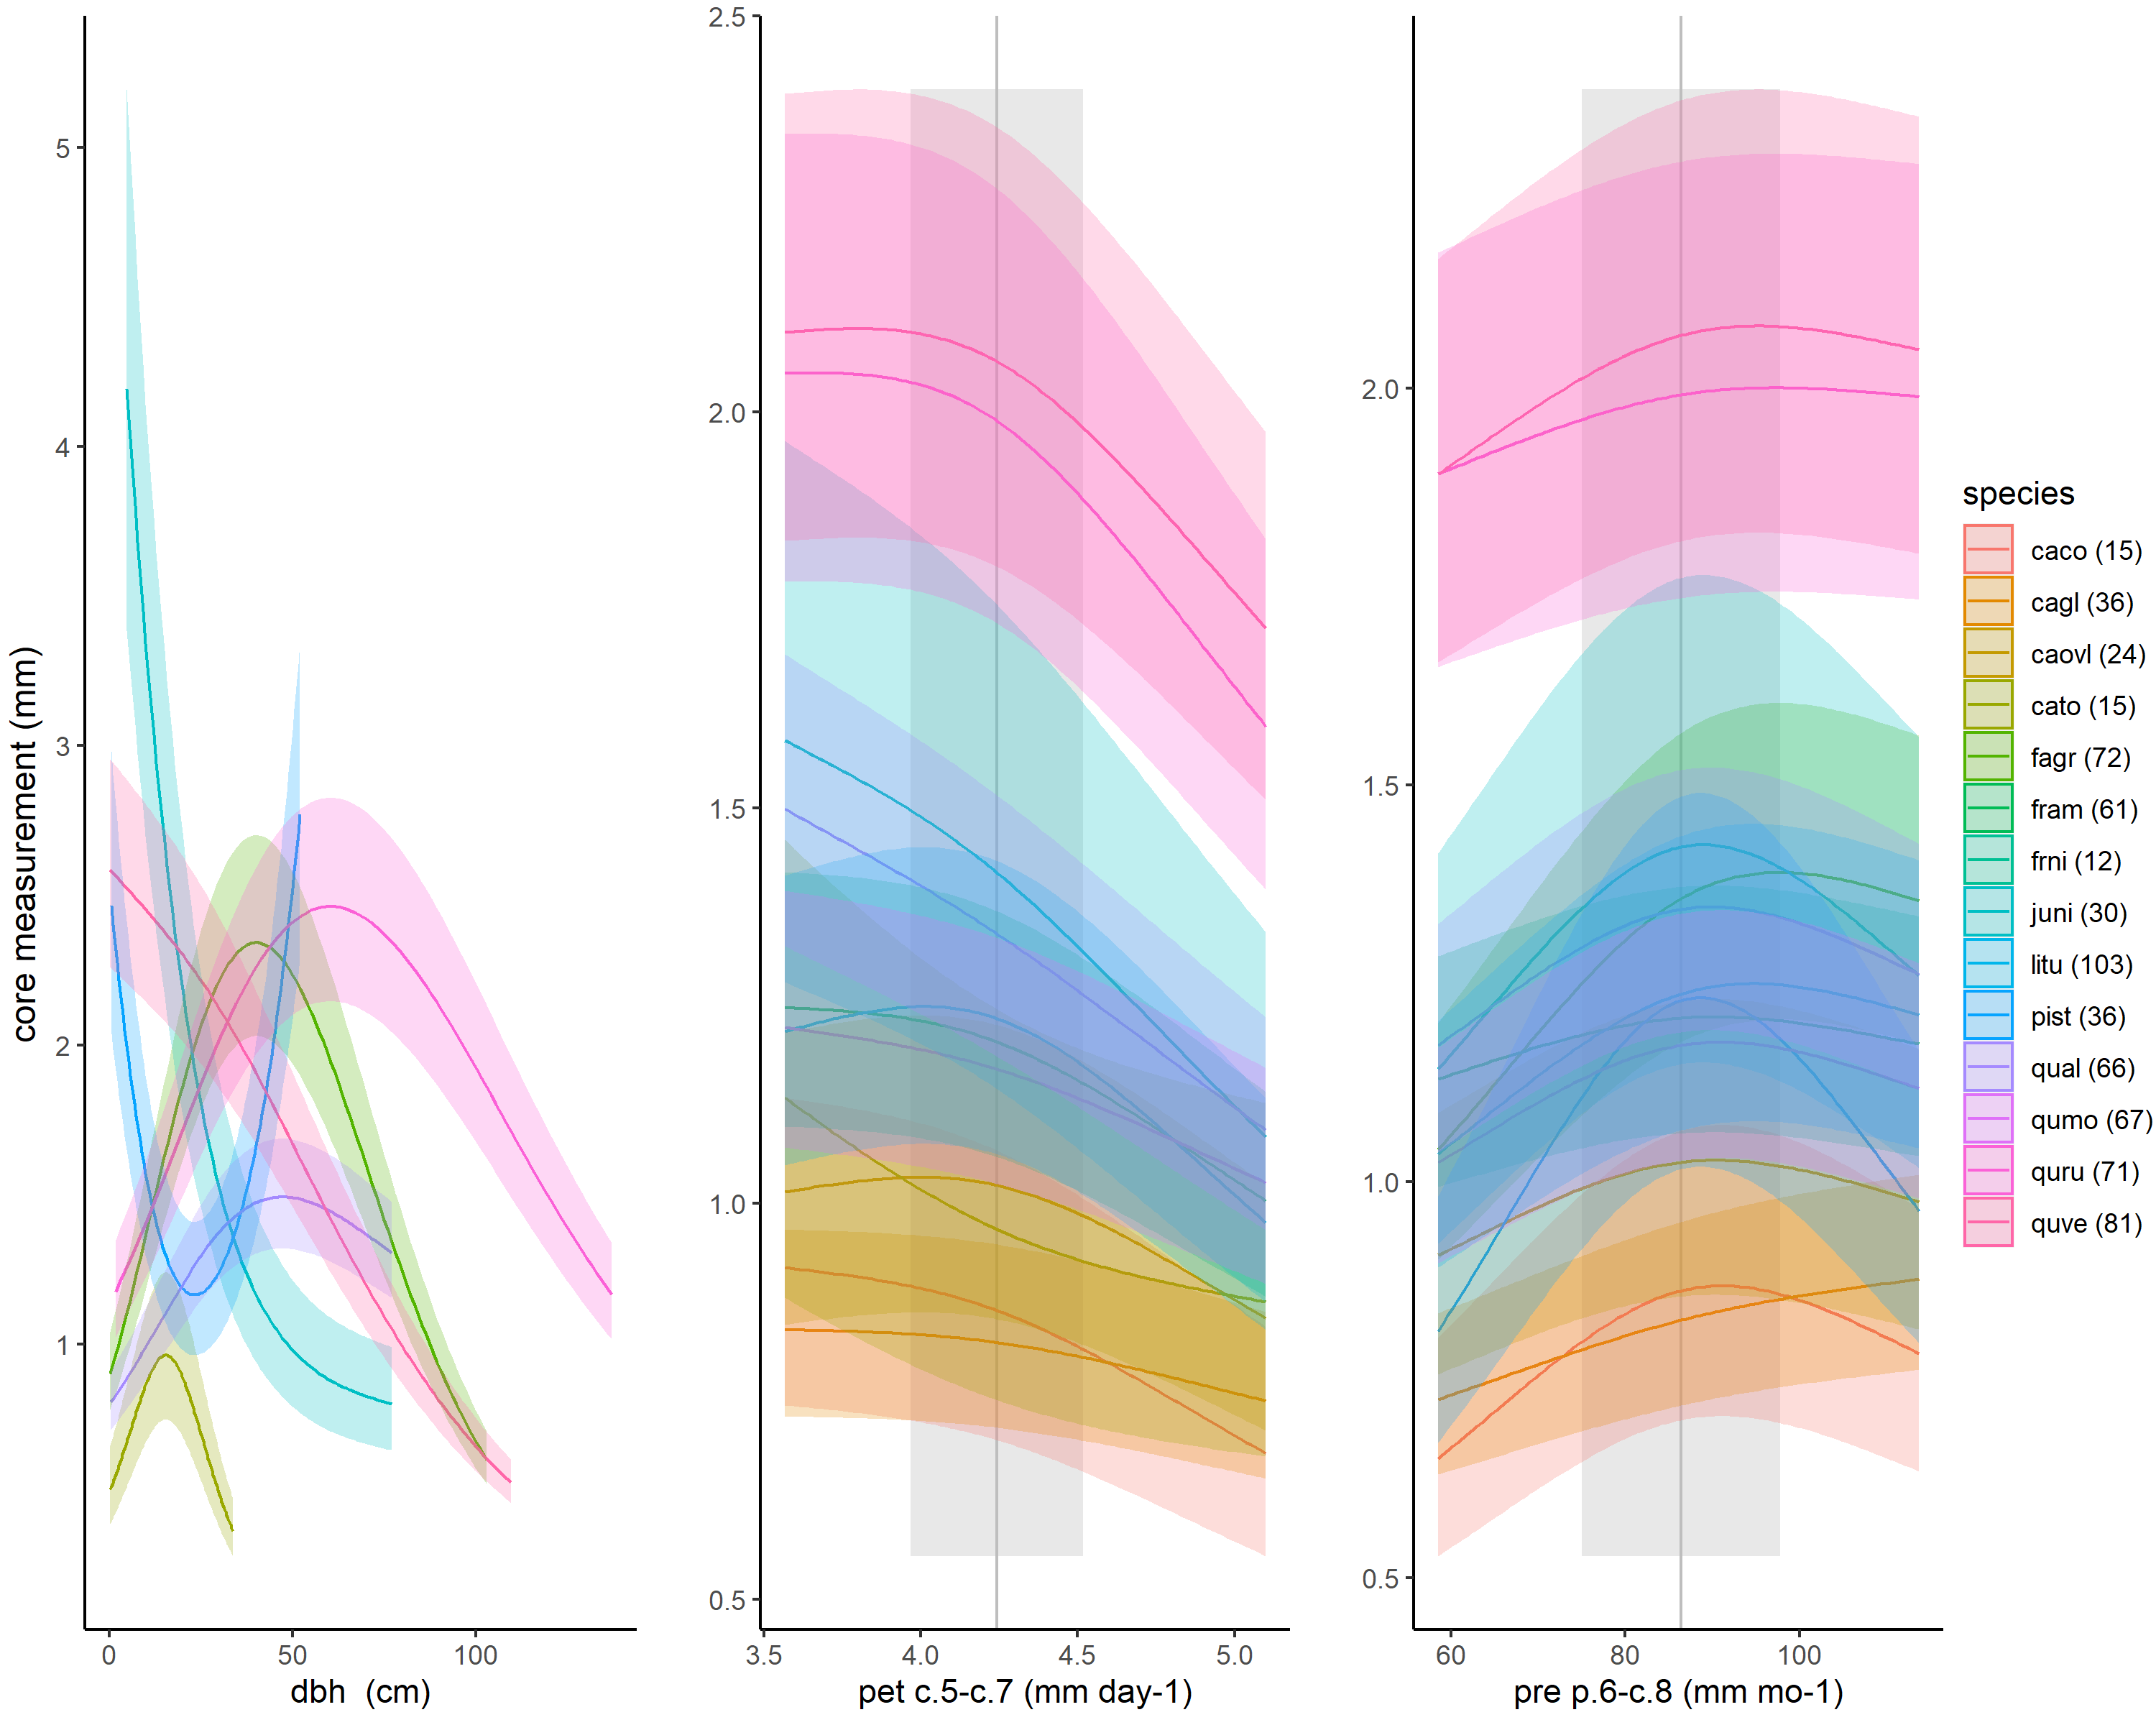 core measurement (mm)
5
4
3
2
1
0 50 100
dbh (cm)
2.5
2.0
1.5
1.0
0.5
3.5 4.0 4.5 5.0
pet c.5-c.7 (mm day-1)
2.0
1.5
1.0
0.5
60 80 100
pre p.6-c.8 (mm mo-1)
species
caco (15)
cagl (36)
caovl (24)
cato (15)
fagr (72)
fram (61)
frni (12)
juni (30)
litu (103)
pist (36)
qual (66)
qumo (67)
quru (71)
quve (81)